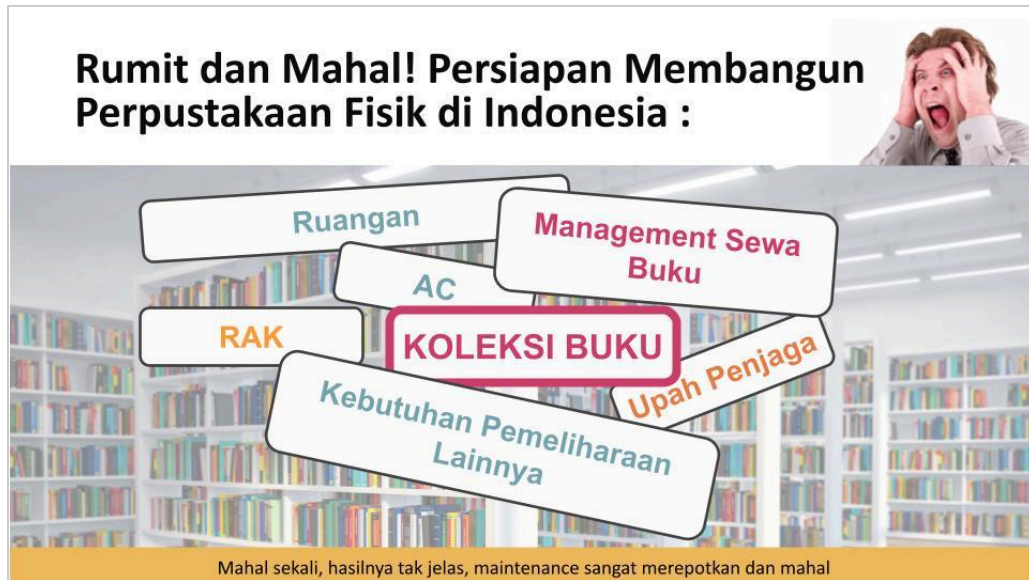 Rumit dan Mahal! Persiapan Membangun
Perpustakaan Fisik di Indonesia :
Ruangan
Management Sewa
Buku
AC
RAK
KOLEKSI BUKU
Upah Penjaga
Kebutuhan Pemeliharaan
Lainnya
Mahal sekali, hasilnya tak jelas, maintenance sangat merepotkan dan mahal